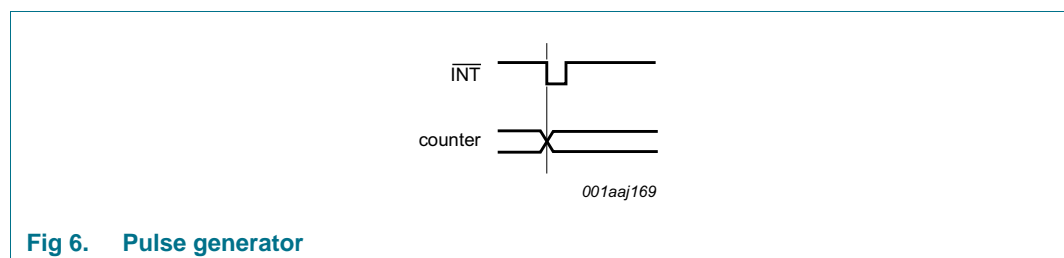 INT
counter
001aaj169
Fig 6. Pulse generator